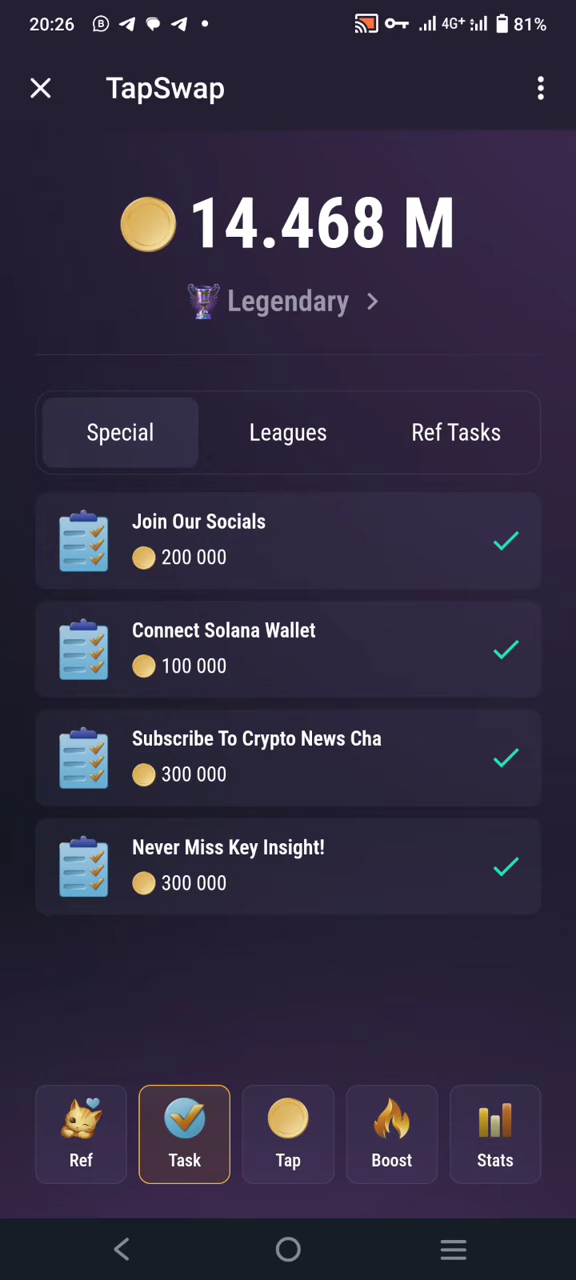 20:26
4G+
81%
TapSwap
14.468 M
Legendary
Special
Leagues
Ref Tasks
Join Our Socials
200 000
Connect Solana Wallet
100 000
Subscribe To Crypto News Cha
300 000
Never Miss Key Insight!
300 000
Ref
Task
Tap
Boost
Stats